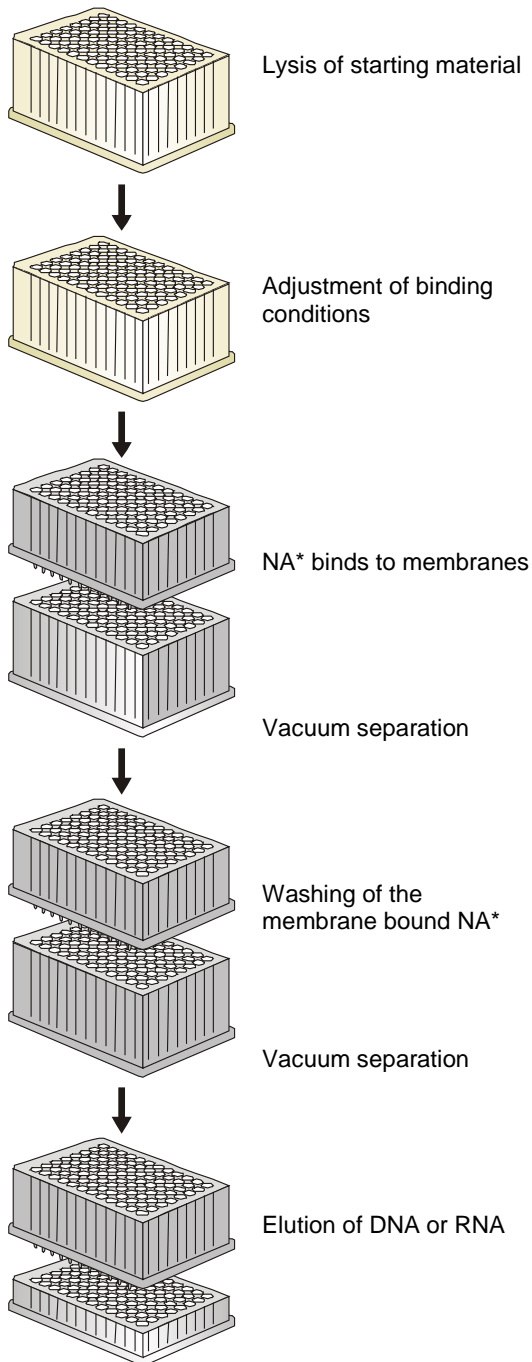 Lysis of starting material
Adjustment of binding
conditions
NA* binds to membranes
Vacuum separation
Washing of the
membrane bound NA*
Vacuum separation
Elution of DNA or RNA